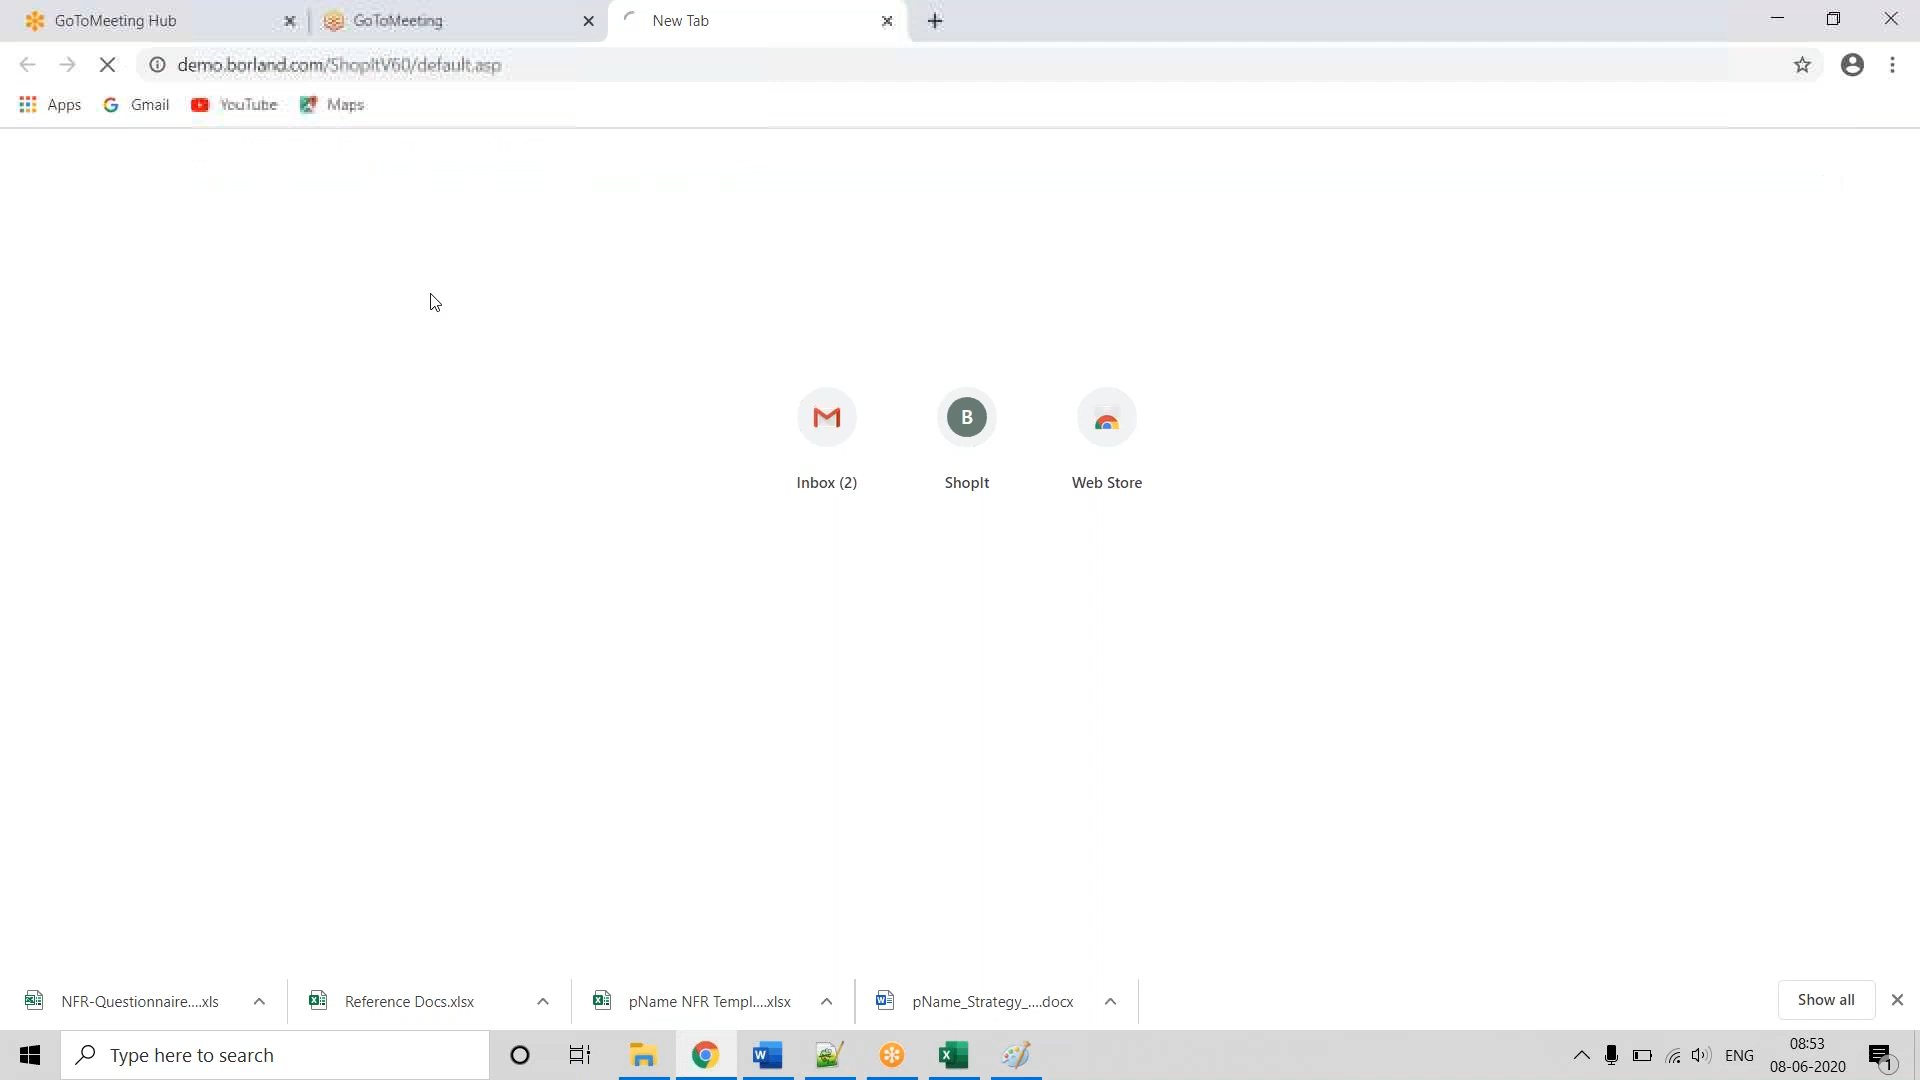 GoToMeeting Hub
GoToMeeting
New Tab
demo.borland.com/ShopItV60/default.asp
Apps
Gmail
YouTube
Maps
B
Inbox (2)
ShopIt
Web Store
NFR-Questionnaire....xls
Reference Docs.xlsx
pName NFR Templ....xlsx
pName_Strategy_....docx
Show all
Type here to search
ENG
08:53
08-06-2020
1